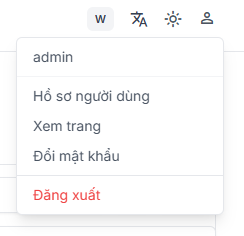 W
admin
Hồ sơ người dùng
Xem trang
Đổi mật khẩu
Đăng xuất